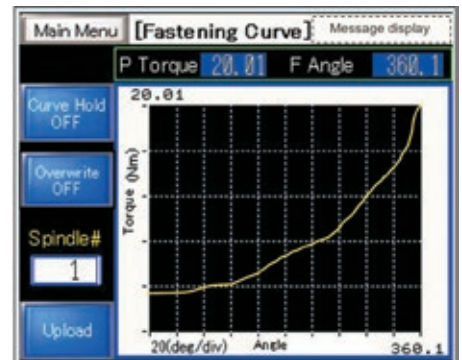 Main Menu
[Fastening Curve]
Message display
P Torque 20.01 F Angle 360.1
Curve Hold
OFF
20.01
Overwrite
OFF
Torque (Nm)
Spindle#
1
Upload
20(deg/div) Angle 360.1